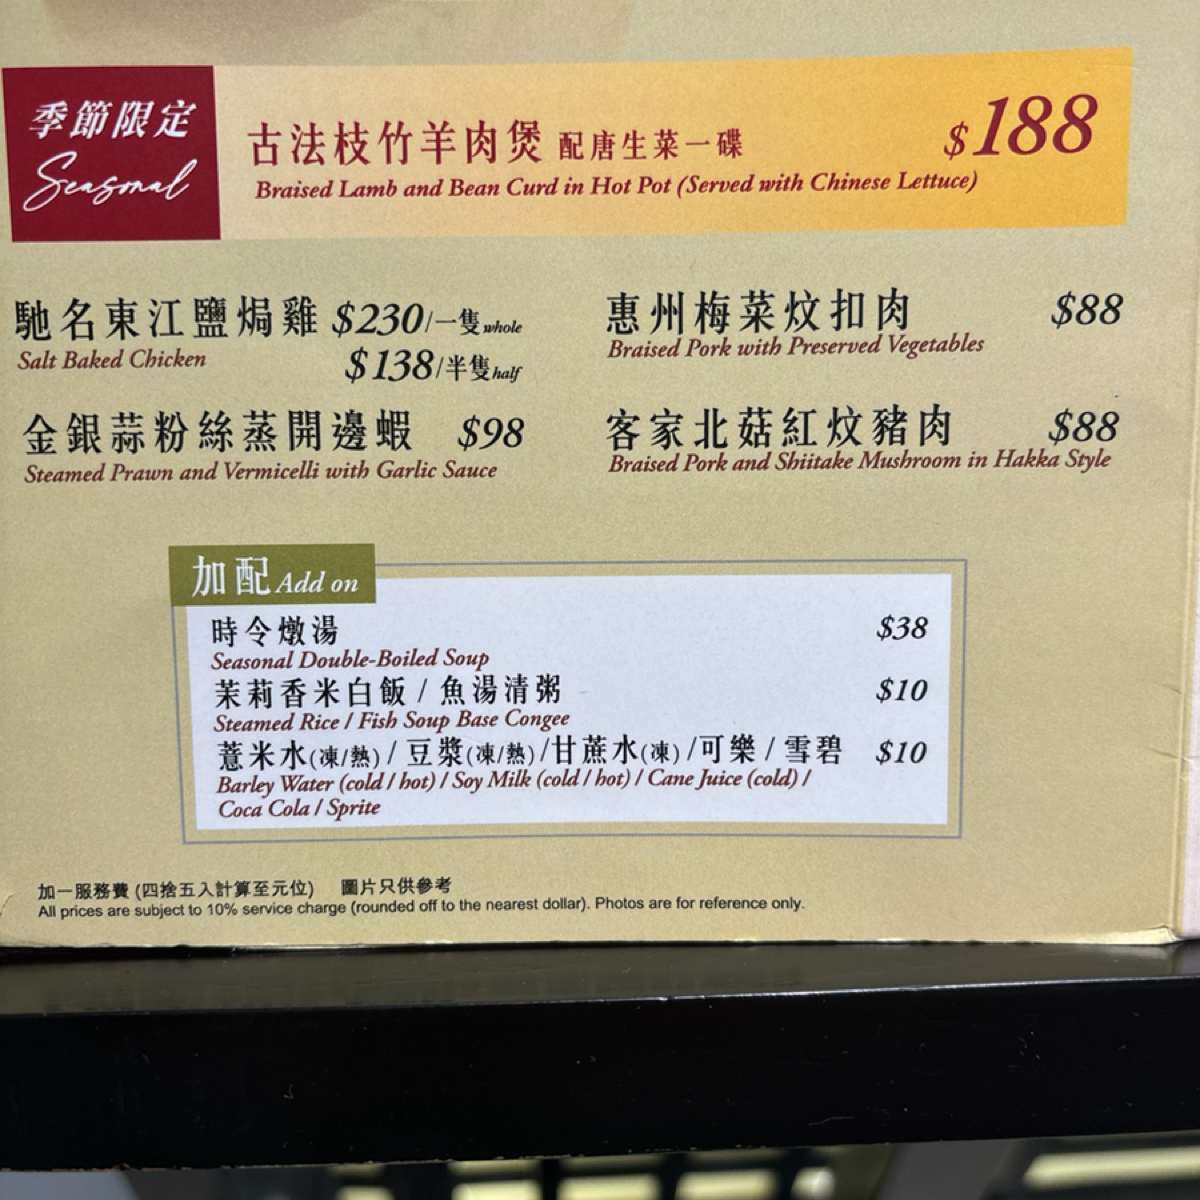 季節限定
Seasonal
古法枝竹羊肉煲 配唐生菜一碟 $188
Braised Lamb and Bean Curd in Hot Pot (Served with Chinese Lettuce)
馳名東江鹽焗雞 $230/一隻whole
Salt Baked Chicken $138/半隻half
惠州梅菜炆扣肉 $88
Braised Pork with Preserved Vegetables
金銀蒜粉絲蒸開邊蝦 $98
Steamed Prawn and Vermicelli with Garlic Sauce
客家北菇紅炆豬肉 $88
Braised Pork and Shiitake Mushroom in Hakka Style
加配 Add on
時令燉湯 $38
Seasonal Double-Boiled Soup
茉莉香米白飯 / 魚湯清粥 $10
Steamed Rice / Fish Soup Base Congee
薏米水(凍/熱) / 豆漿(凍/熱) /甘蔗水(凍) /可樂 / 雪碧 $10
Barley Water (cold / hot) / Soy Milk (cold / hot) / Cane Juice (cold) /
Coca Cola / Sprite
加一服務費 (四捨五入計算至元位) 圖片只供參考
All prices are subject to 10% service charge (rounded off to the nearest dollar). Photos are for reference only.